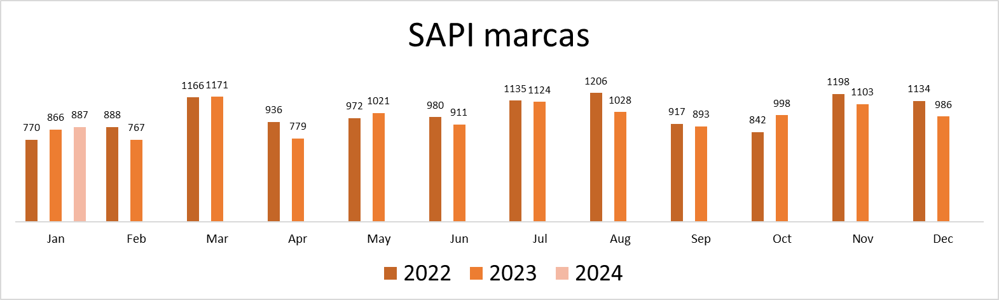 SAPI marcas
770 866 887 888 767 1166 1171 936 779 972 1021 980 911 1135 1124 1206 1028 917 893 842 998 1198 1103 1134 986
Jan Feb Mar Apr May Jun Jul Aug Sep Oct Nov Dec
2022 2023 2024